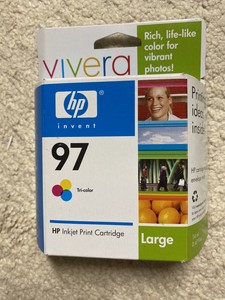 vivera
Rich, life-like
color for
vibrant
photos!
hp
invent
97
Tri-color
HP Inkjet Print Cartridge
Large